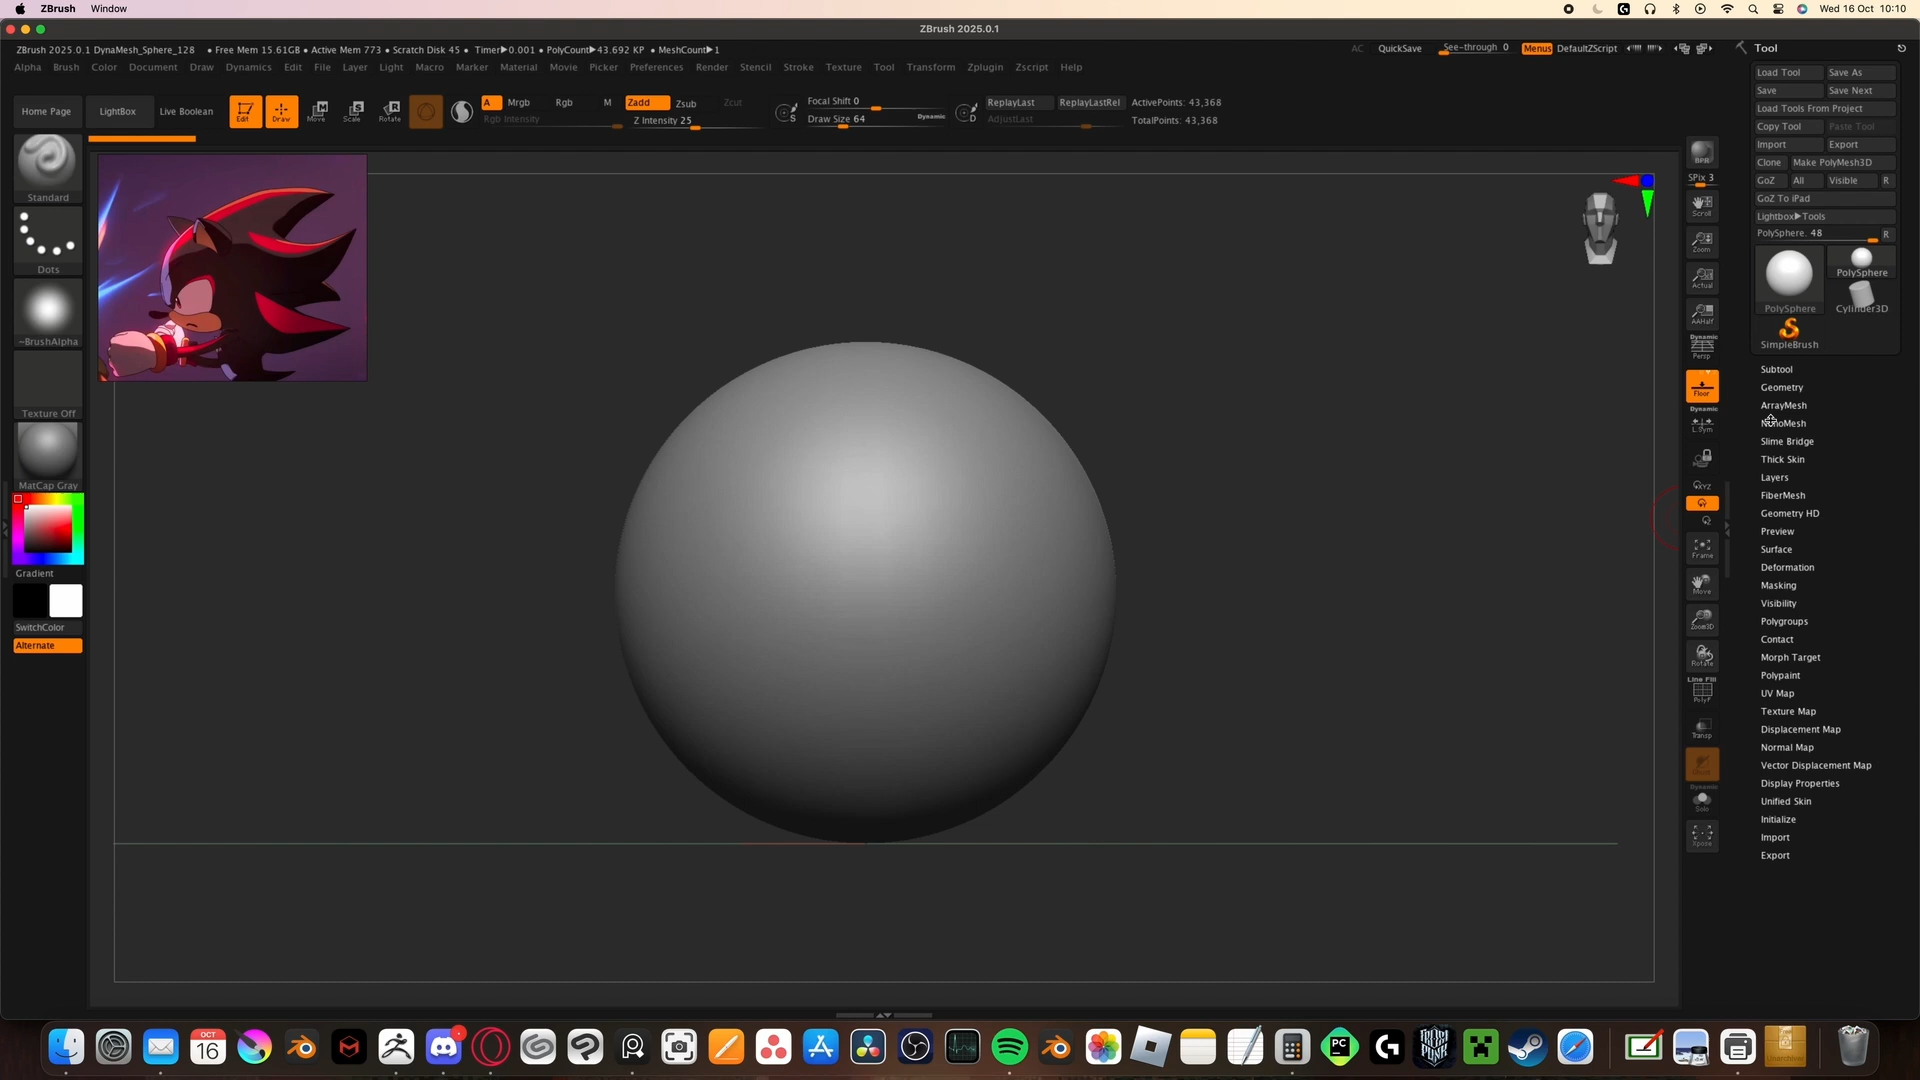 ZBrush Window Wed 16 Oct 10:10
ZBrush 2025.0.1
ZBrush 2025.0.1 DynaMesh_Sphere_128 • Free Mem 15.61GB • Active Mem 773 • Scratch Disk 45 • Timer▶0.001 • PolyCount▶43.692 KP • MeshCount▶1 AC QuickSave See-through 0 Menus DefaultZScript
Alpha Brush Color Document Draw Dynamics Edit File Layer Light Macro Marker Material Movie Picker Preferences Render Stencil Stroke Texture Tool Transform Zplugin Zscript Help
Home Page LightBox Live Boolean Edit Draw Move Scale Rotate
A Mrgb Rgb M Zadd Zsub Zcut
Rgb Intensity Z Intensity 25
S Focal Shift 0
Draw Size 64 Dynamic
D ReplayLast ReplayLastRel ActivePoints: 43,368
AdjustLast TotalPoints: 43,368
Standard
Dots
~BrushAlpha
Texture Off
MatCap Gray
Gradient
SwitchColor
Alternate
BPR
SPix 3
Scroll
Zoom
Actual
AAHalf
Dynamic
Persp
Floor
Dynamic
L.Sym
XYZ
Frame
Move
Zoom3D
Rotate
Line Fill
PolyF
Transp
Dynamic
Solo
Xpose
Tool
Load Tool Save As
Save Save Next
Load Tools From Project
Copy Tool Paste Tool
Import Export
Clone Make PolyMesh3D
GoZ All Visible R
GoZ To iPad
Lightbox▶Tools
PolySphere. 48 R
PolySphere
PolySphere Cylinder3D
SimpleBrush
Subtool
Geometry
ArrayMesh
NanoMesh
Slime Bridge
Thick Skin
Layers
FiberMesh
Geometry HD
Preview
Surface
Deformation
Masking
Visibility
Polygroups
Contact
Morph Target
Polypaint
UV Map
Texture Map
Displacement Map
Normal Map
Vector Displacement Map
Display Properties
Unified Skin
Initialize
Import
Export
OCT
16
PC